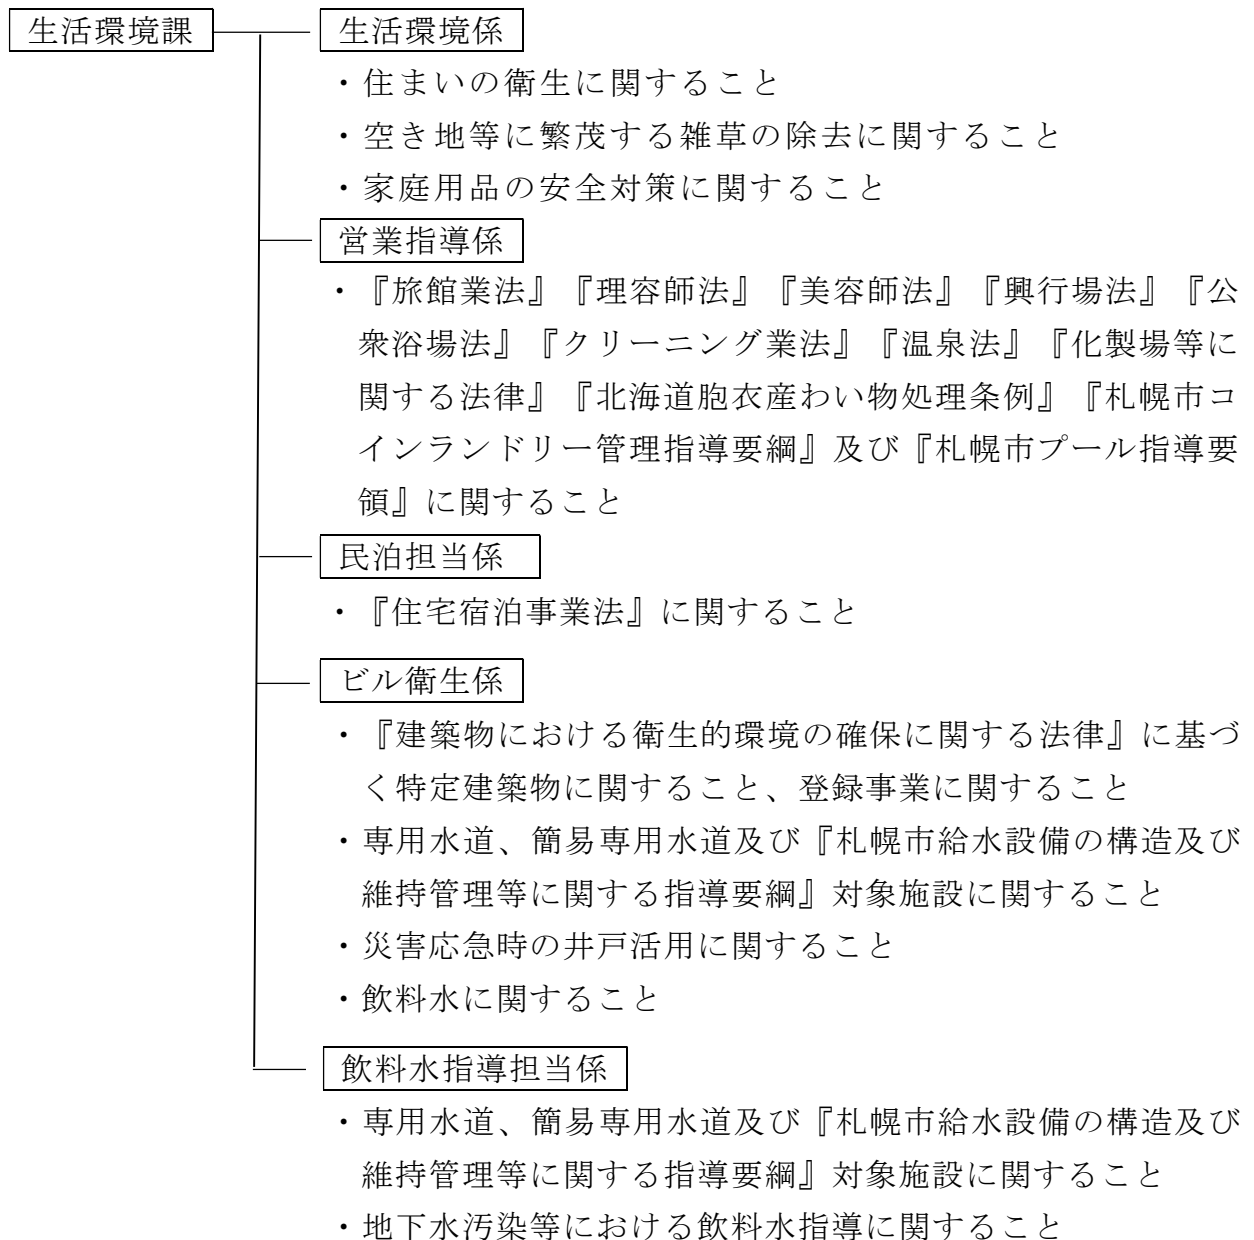 生活環境課
生活環境係
・住まいの衛生に関すること
・空き地等に繁茂する雑草の除去に関すること
・家庭用品の安全対策に関すること
営業指導係
・『旅館業法』『理容師法』『美容師法』『興行場法』『公
衆浴場法』『クリーニング業法』『温泉法』『化製場等に
関する法律』『北海道胞衣産わい物処理条例』『札幌市コ
インランドリー管理指導要綱』及び『札幌市プール指導要
領』に関すること
民泊担当係
・『住宅宿泊事業法』に関すること
ビル衛生係
・『建築物における衛生的環境の確保に関する法律』に基づ
く特定建築物に関すること、登録事業に関すること
・専用水道、簡易専用水道及び『札幌市給水設備の構造及び
維持管理等に関する指導要綱』対象施設に関すること
・災害応急時の井戸活用に関すること
・飲料水に関すること
飲料水指導担当係
・専用水道、簡易専用水道及び『札幌市給水設備の構造及び
維持管理等に関する指導要綱』対象施設に関すること
・地下水汚染等における飲料水指導に関すること